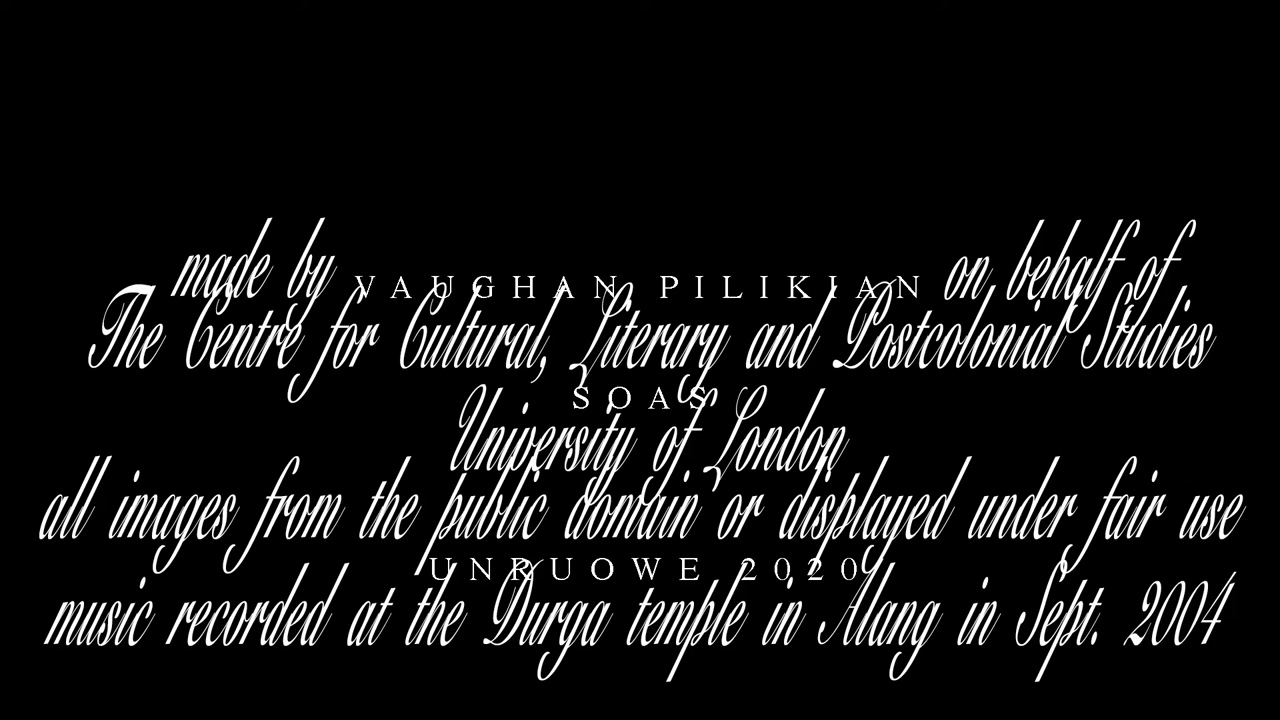 made by VAUGHAN PILIKIAN on behalf of
The Centre for Cultural, Literary and Postcolonial Studies
SOAS
University of London
all images from the public domain or displayed under fair use
UNRUOWE 2020
music recorded at the Durga temple in Alang in Sept. 2004